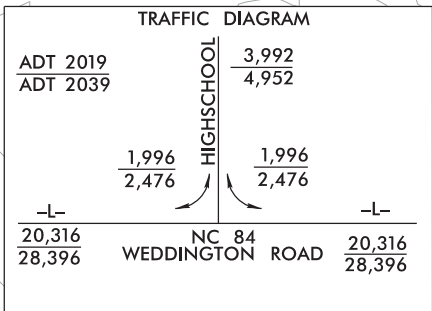 TRAFFIC DIAGRAM
ADT 2019
ADT 2039
HIGHSCHOOL
3,992
4,952
1,996
2,476
1,996
2,476
-L-
-L-
20,316
28,396
NC 84
WEDDINGTON ROAD
20,316
28,396